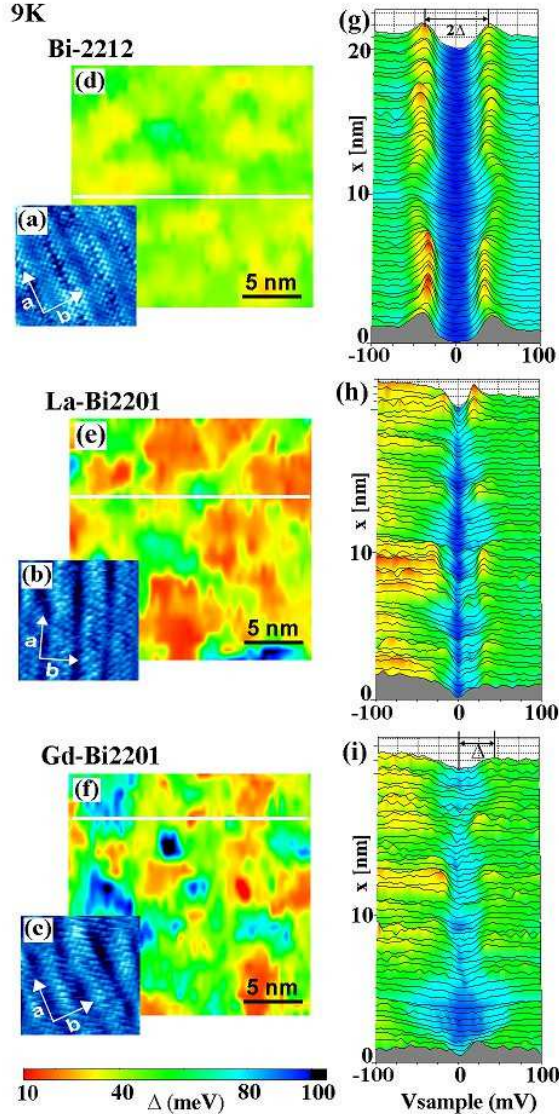 9K
Bi-2212
(d)
(a)
a
b
5 nm
(g)
2Δ
20
10
0
x [nm]
-100 0 100
La-Bi2201
(e)
(b)
a
b
5 nm
(h)
10
0
x [nm]
-100 0 100
Gd-Bi2201
(f)
(c)
a
b
5 nm
(i)
Δ
10
0
x [nm]
-100 0 100
10 40 Δ (meV) 80 100
Vsample (mV)